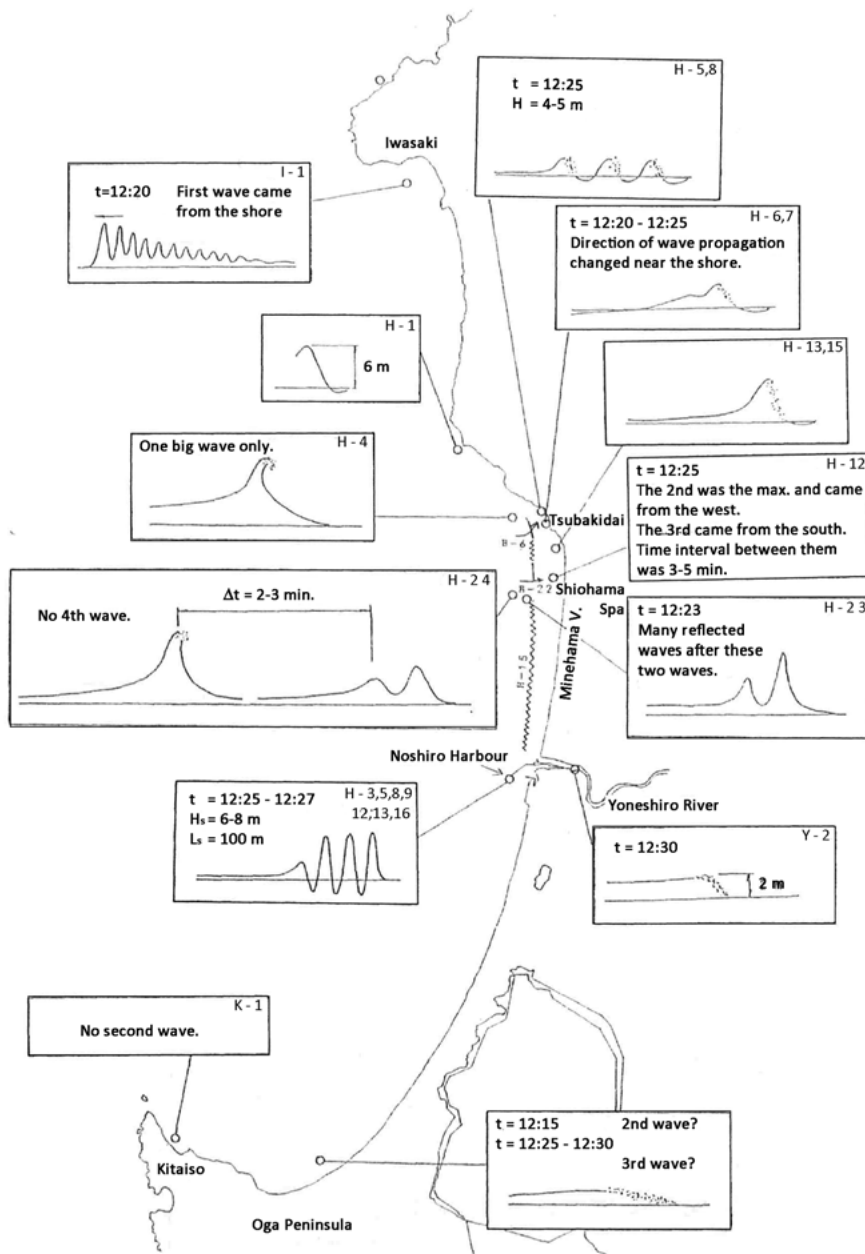 H - 5,8
t = 12:25
H = 4-5 m
Iwasaki
I - 1
t=12:20 First wave came
from the shore
H - 6,7
t = 12:20 - 12:25
Direction of wave propagation
changed near the shore.
H - 1
6 m
H - 13,15
One big wave only. H - 4
t = 12:25 H - 12
The 2nd was the max. and came
from the west.
The 3rd came from the south.
Time interval between them
was 3-5 min.
Tsubakidai
H-6
H-22
Shiohama
Spa
H - 2 4
Δt = 2-3 min.
No 4th wave.
H-15
Minehama V.
H - 2 3
t = 12:23
Many reflected
waves after these
two waves.
Noshiro Harbour
t = 12:25 - 12:27 H - 3,5,8,9
Hs = 6-8 m 12,13,16
Ls = 100 m
Yoneshiro River
Y - 2
t = 12:30
2 m
K - 1
No second wave.
t = 12:15 2nd wave?
t = 12:25 - 12:30
3rd wave?
Kitaiso
Oga Peninsula